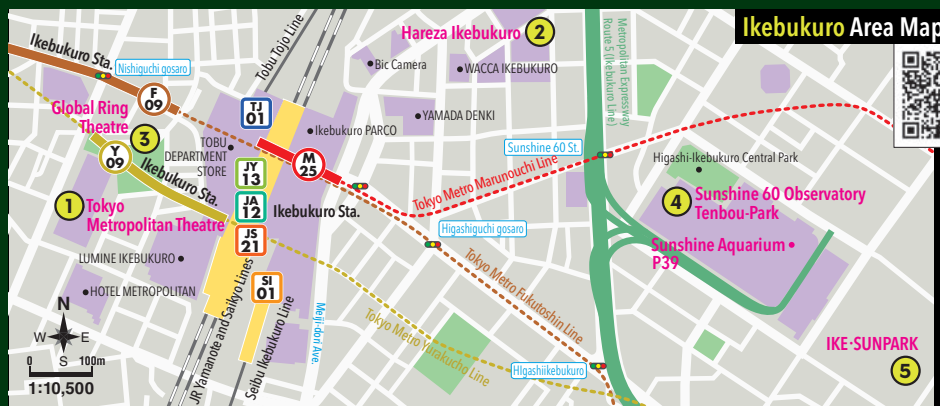 Ikebukuro Area Map
Hareza Ikebukuro 2
Ikebukuro Sta.
Nishiguchi gosaro
F
09
Tobu Tojo Line
Bic Camera
WACCA IKEBUKURO
Metropolitan Expressway
Route 5 (Ikebukuro Line)
Global Ring
Theatre
3
TJ
01
Ikebukuro PARCO
YAMADA DENKI
Y
09
Ikebukuro Sta.
TOBU
DEPARTMENT
STORE
M
25
Sunshine 60 St.
Tokyo Metro Marunouchi Line
Higashi-Ikebukuro Central Park
JY
13
JA
12
JS
21
Ikebukuro Sta.
1 Tokyo
Metropolitan Theatre
4 Sunshine 60 Observatory
Tenbou-Park
Sunshine Aquarium
P39
Higashiguchi gosaro
LUMINE IKEBUKURO
HOTEL METROPOLITAN
SI
01
Tokyo Metro Fukutoshin Line
Tokyo Metro Yurakucho Line
JR Yamanote and Saikyo Lines
Seibu Ikebukuro Line
Meiji-dori Ave.
HIgashiikebukuro
IKE·SUNPARK
5
N
W E
S
0 100m
1:10,500